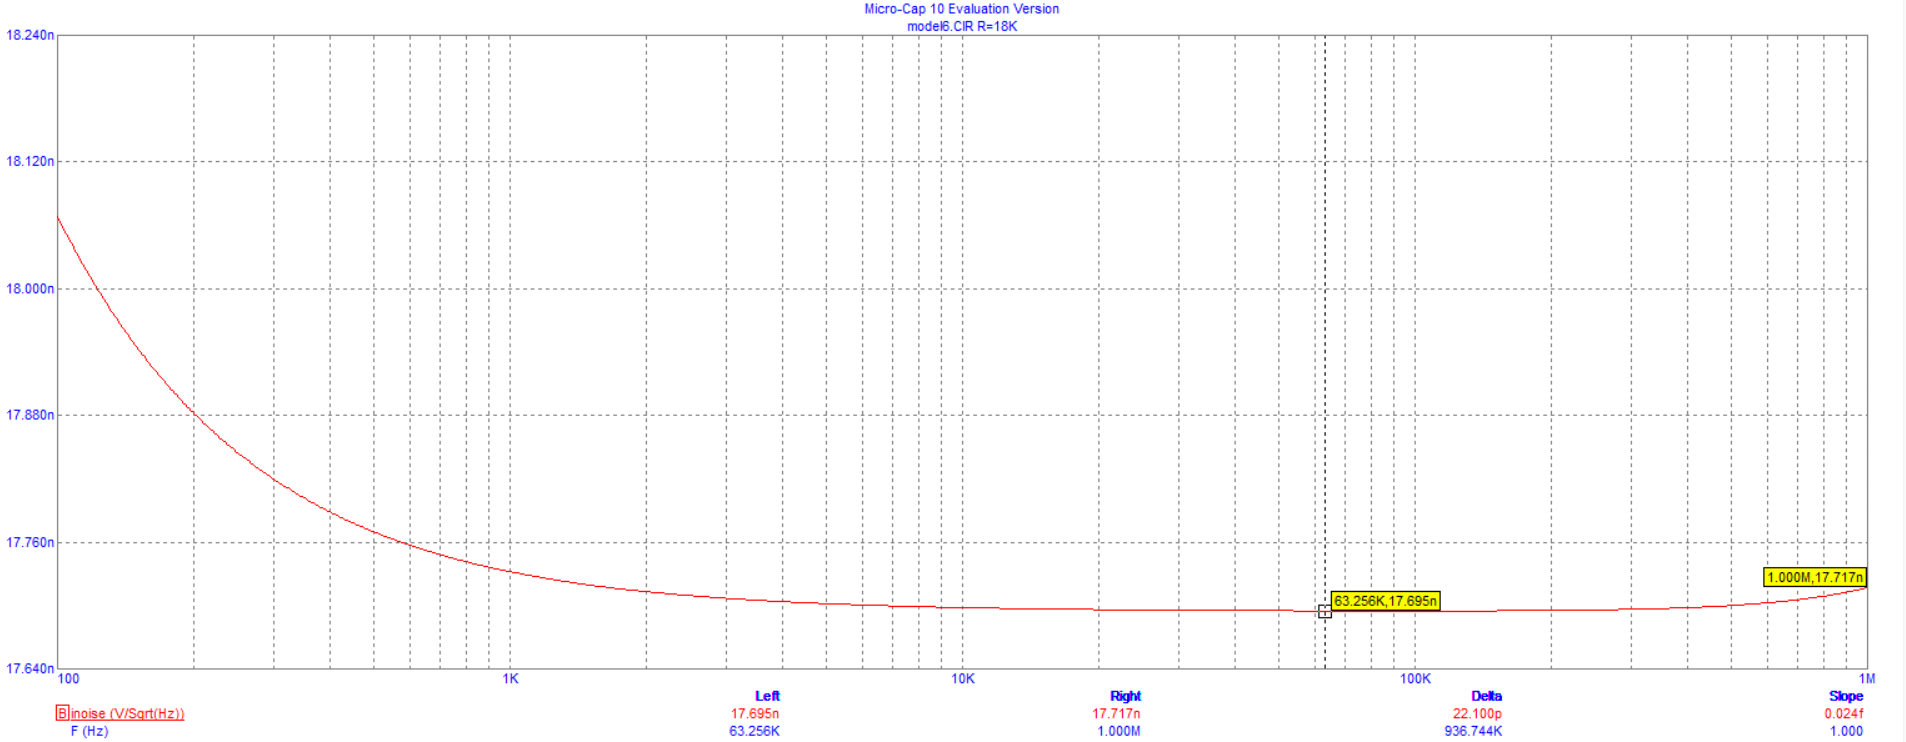 Micro-Cap 10 Evaluation Version
model6.CIR R=18K
18.240n
18.120n
18.000n
17.880n
17.760n
17.640n
1.000M,17.717n
63.256K,17.695n
100 1K 10K 100K 1M
Left Right Delta Slope
B inoise (V/Sqrt(Hz)) 17.695n 17.717n 22.100p 0.024f
F (Hz) 63.256K 1.000M 936.744K 1.000